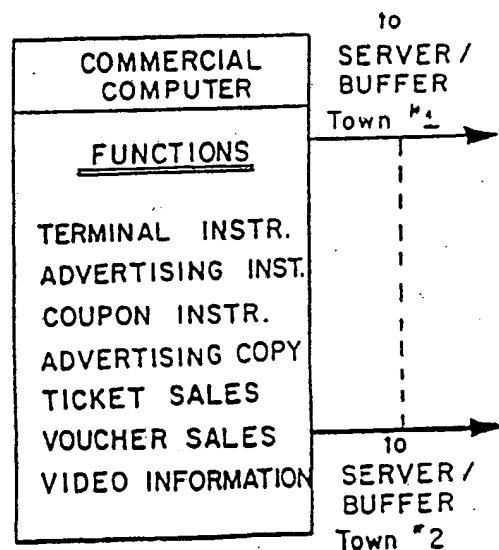 COMMERCIAL
COMPUTER
FUNCTIONS
TERMINAL INSTR.
ADVERTISING INST.
COUPON INSTR.
ADVERTISING COPY
TICKET SALES
VOUCHER SALES
VIDEO INFORMATION
to
SERVER/
BUFFER
Town #1
to
SERVER/
BUFFER
Town #2